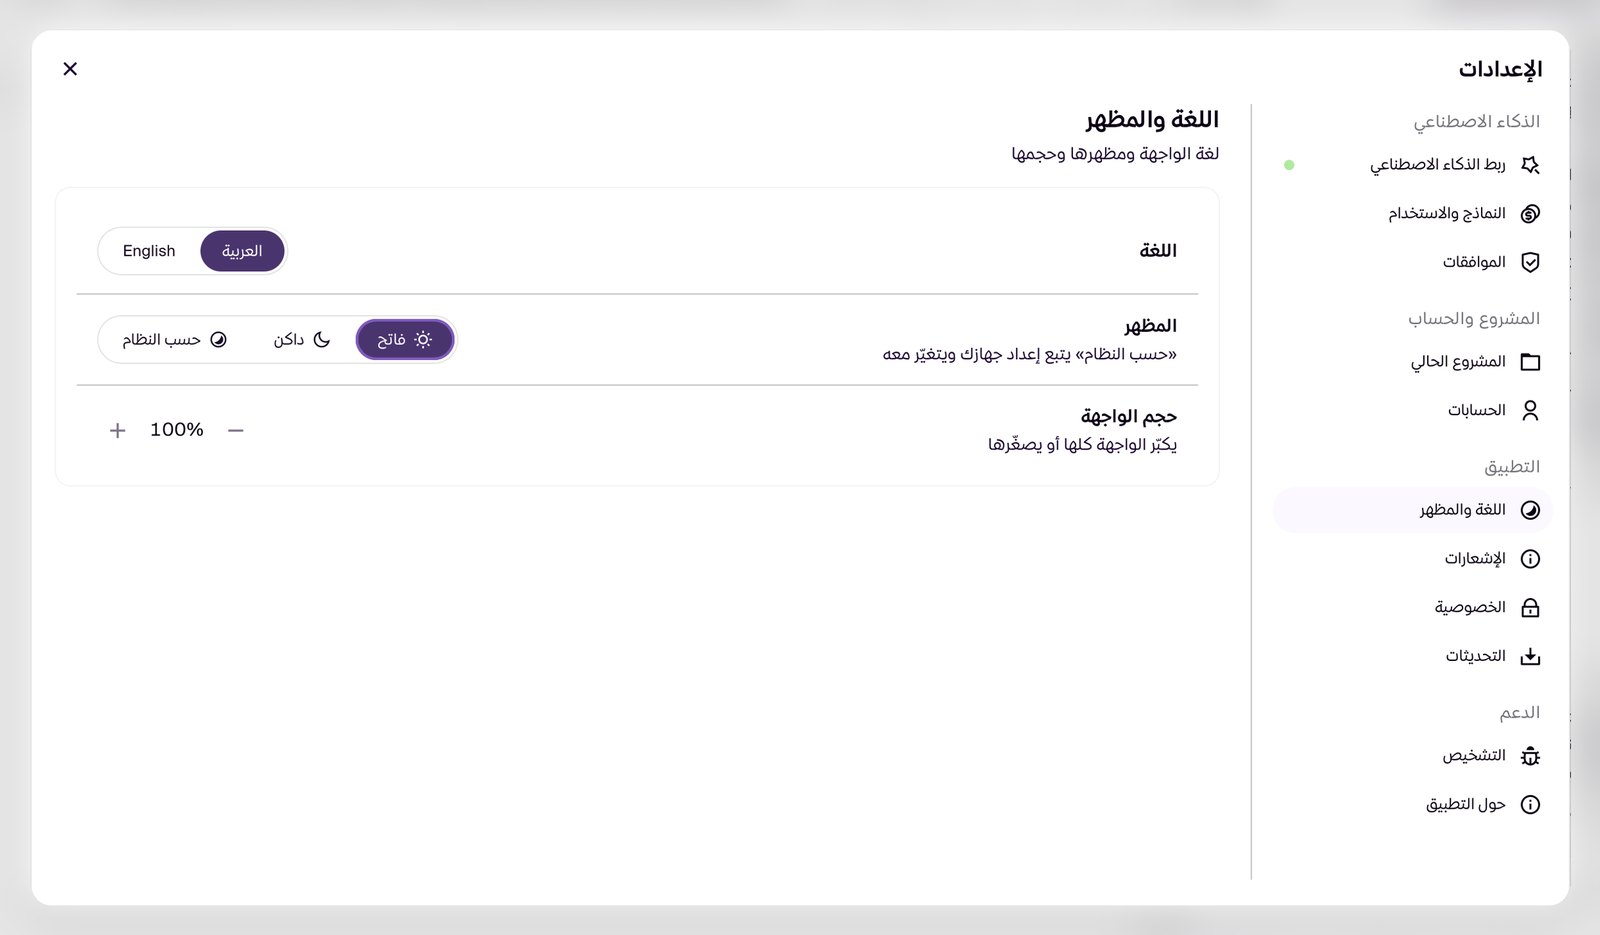 الإعدادات
الذكاء الاصطناعي
ربط الذكاء الاصطناعي
النماذج والاستخدام
الموافقات
المشروع والحساب
المشروع الحالي
الحسابات
التطبيق
اللغة والمظهر
الإشعارات
الخصوصية
التحديثات
الدعم
التشخيص
حول التطبيق
اللغة والمظهر
لغة الواجهة ومظهرها وحجمها
اللغة
العربية English
المظهر
«حسب النظام» يتبع إعداد جهازك ويتغيّر معه
فاتح داكن حسب النظام
حجم الواجهة
يكبّر الواجهة كلها أو يصغّرها
− 100% +